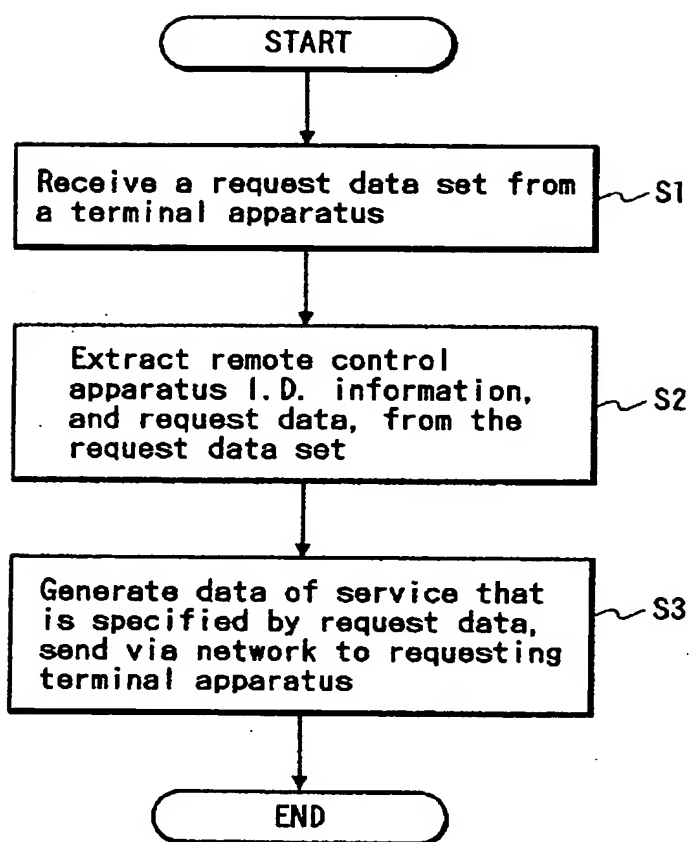 START
Receive a request data set from
a terminal apparatus
S1
Extract remote control
apparatus I.D. information,
and request data, from the
request data set
S2
Generate data of service that
is specified by request data,
send via network to requesting
terminal apparatus
S3
END